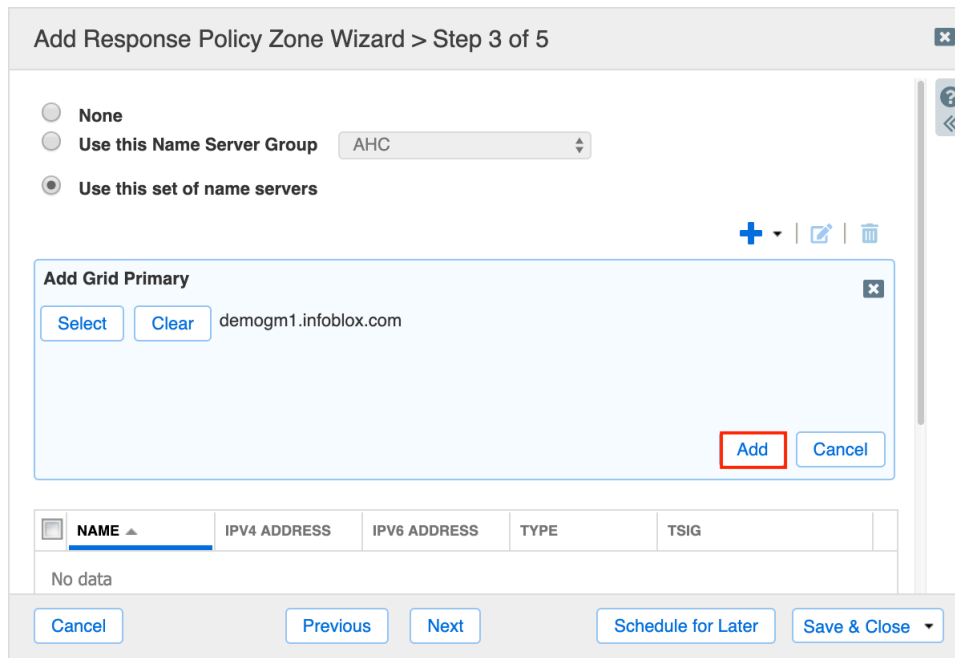 Add Response Policy Zone Wizard > Step 3 of 5
None
Use this Name Server Group AHC
Use this set of name servers
Add Grid Primary
Select Clear demogm1.infoblox.com
Add Cancel
NAME IPV4 ADDRESS IPV6 ADDRESS TYPE TSIG
No data
Cancel Previous Next Schedule for Later Save & Close